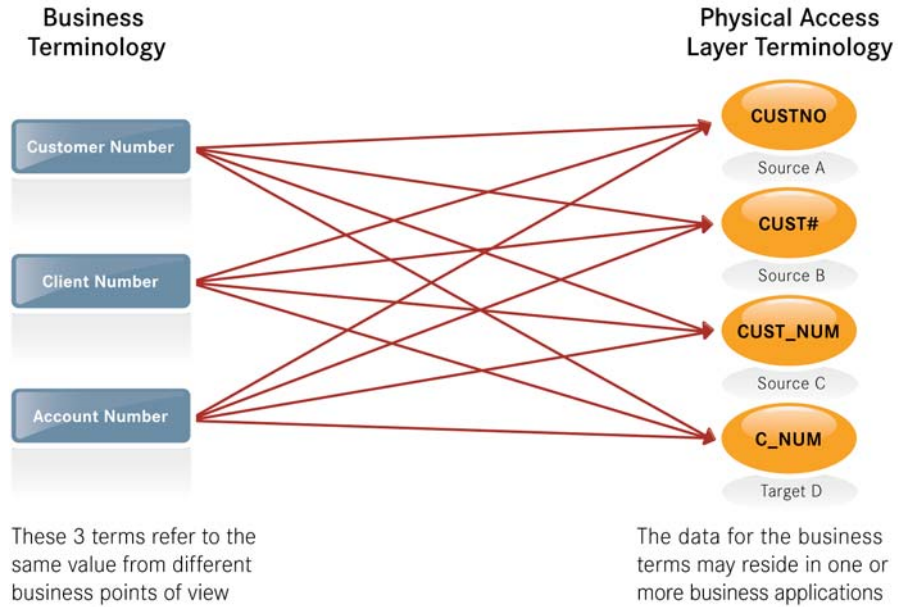 Business
Terminology
Physical Access
Layer Terminology
Customer Number
Client Number
Account Number
CUSTNO
Source A
CUST#
Source B
CUST_NUM
Source C
C_NUM
Target D
These 3 terms refer to the
same value from different
business points of view
The data for the business
terms may reside in one or
more business applications